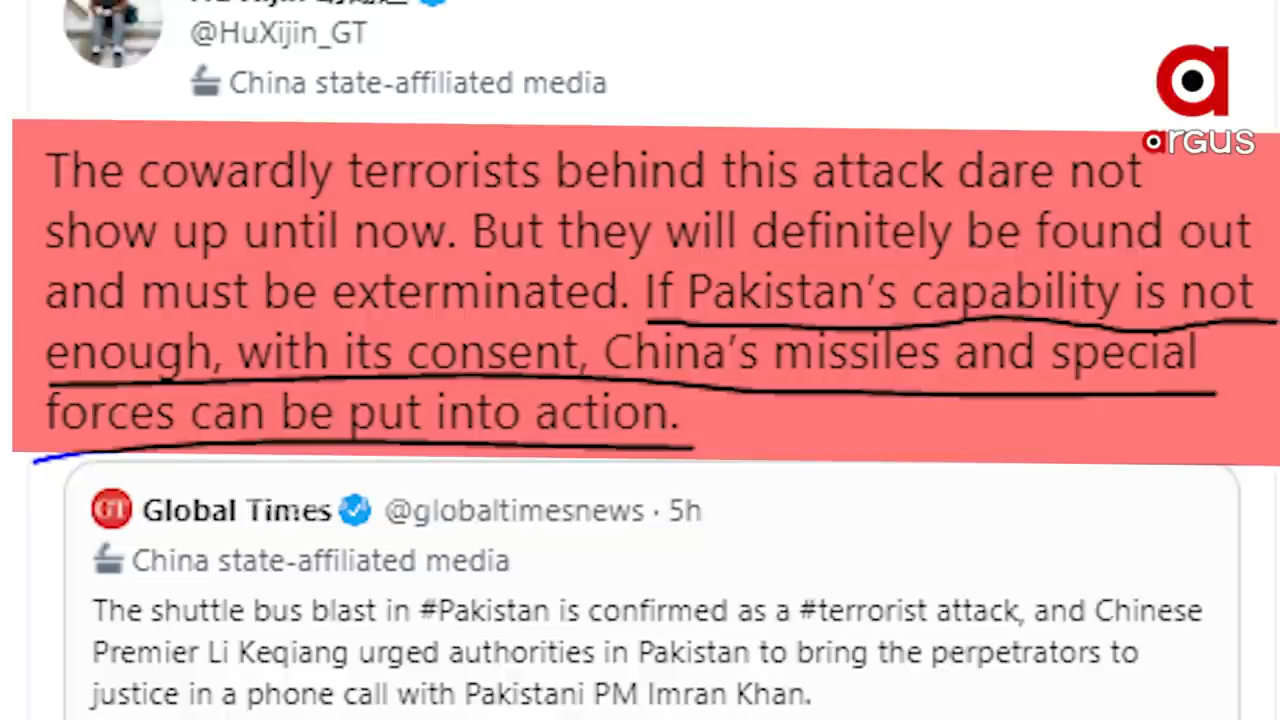 @HuXijin_GT
China state-affiliated media
argus
The cowardly terrorists behind this attack dare not
show up until now. But they will definitely be found out
and must be exterminated. If Pakistan's capability is not
enough, with its consent, China's missiles and special
forces can be put into action.
GT Global Times @globaltimesnews · 5h
China state-affiliated media
The shuttle bus blast in #Pakistan is confirmed as a #terrorist attack, and Chinese
Premier Li Keqiang urged authorities in Pakistan to bring the perpetrators to
justice in a phone call with Pakistani PM Imran Khan.